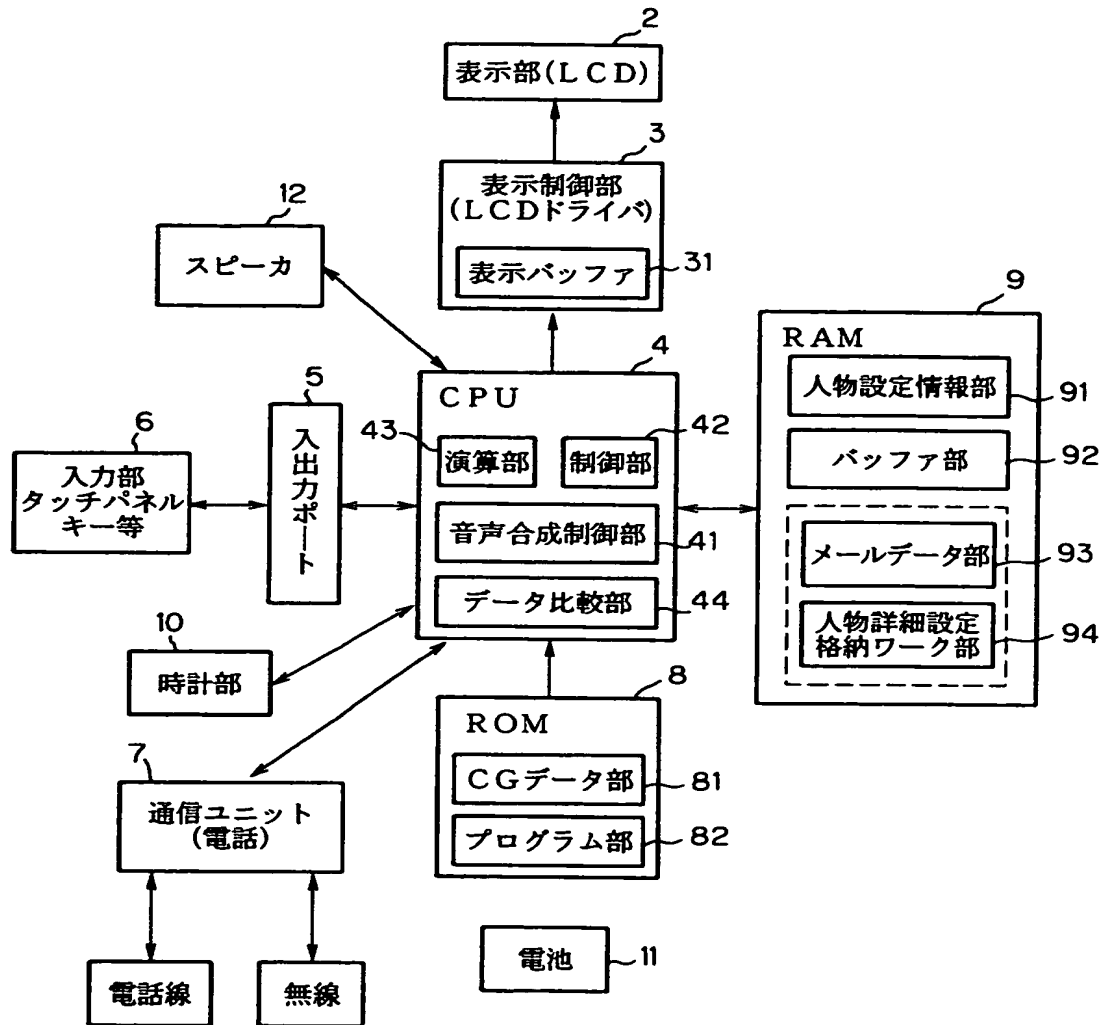 2
表示部(LCD)
3
表示制御部
(LCDドライバ)
表示バッファ
31
12
スピーカ
9
RAM
人物設定情報部
91
バッファ部
92
メールデータ部
93
人物詳細設定
格納ワーク部
94
4
CPU
43
演算部
42
制御部
音声合成制御部
41
データ比較部
44
5
入出力ポート
6
入力部
タッチパネル
キー等
10
時計部
8
ROM
CGデータ部
81
プログラム部
82
7
通信ユニット
(電話)
電話線
無線
電池
11